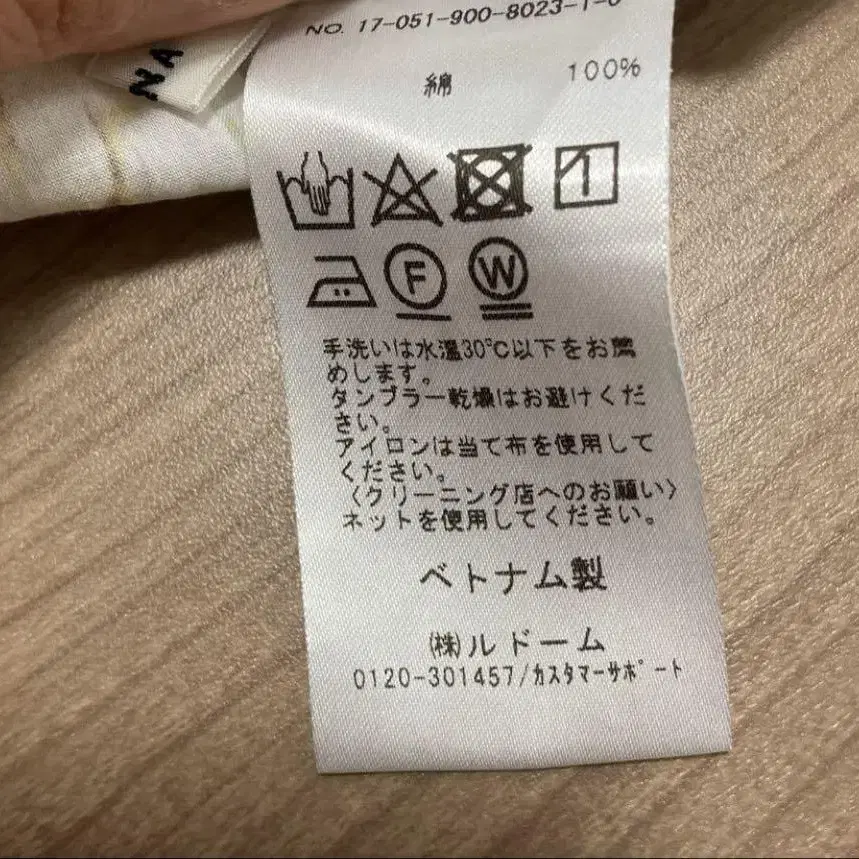 NO. 17-051-900-8023-1-0
綿 100%
NA
F W
手洗いは水温30℃以下をお薦
めします。
タンブラー乾燥はお避けくだ
さい。
アイロンは当て布を使用して
ください。
〈クリーニング店へのお願い〉
ネットを使用してください。
ベトナム製
㈱ルドーム
0120-301457/カスタマーサポート